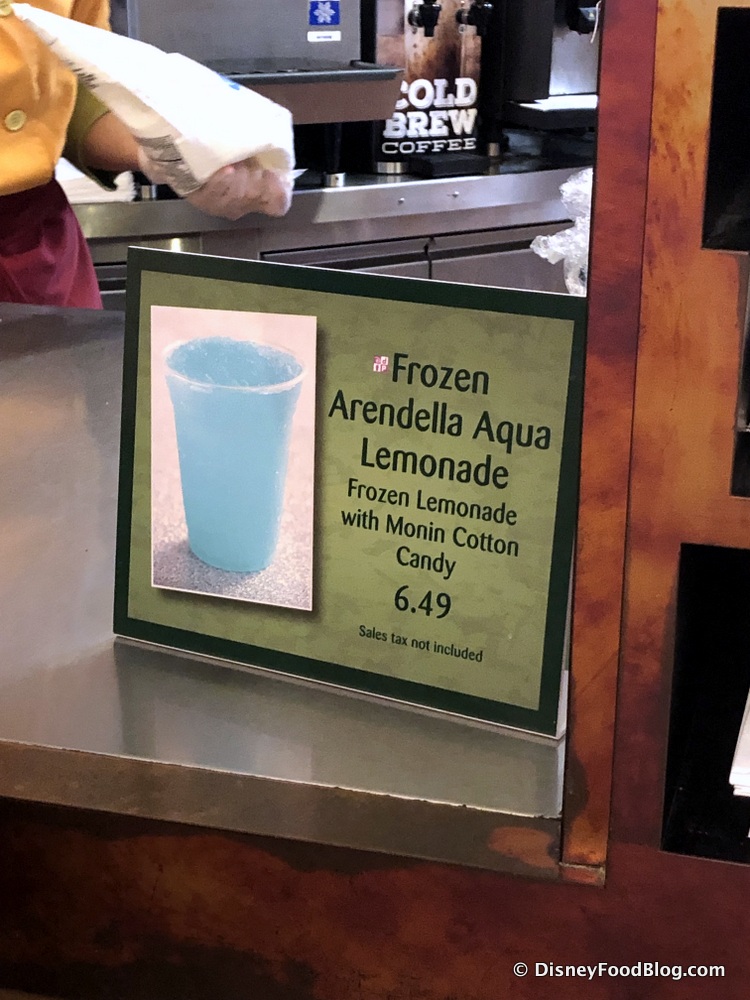 COLD
BREW
COFFEE
Frozen
Arendella Aqua
Lemonade
Frozen Lemonade
with Monin Cotton
Candy
6.49
Sales tax not included
© DisneyFoodBlog.com